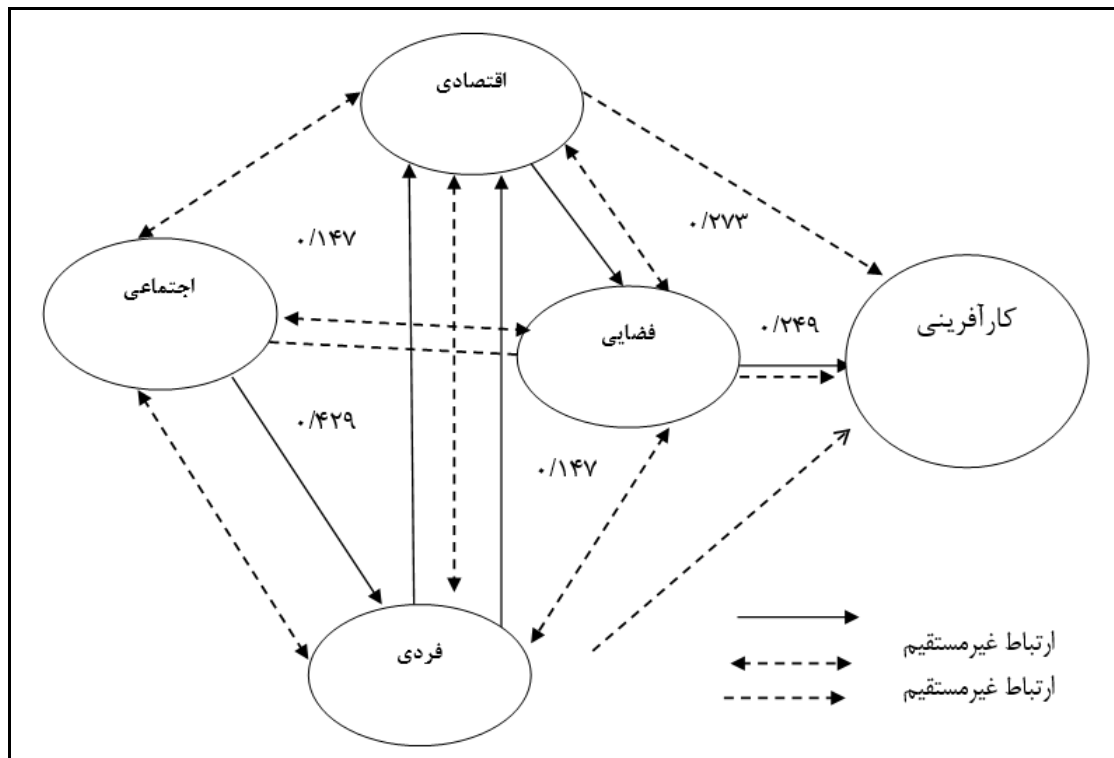 اقتصادی
۰/۲۷۳
۰/۱۴۷
اجتماعی
کارآفرینی
فضایی
۰/۲۴۹
۰/۴۲۹
۰/۱۴۷
فردی
ارتباط غیرمستقیم
ارتباط غیرمستقیم